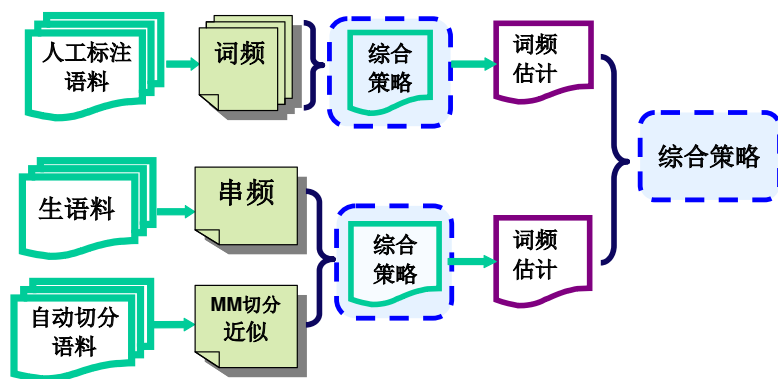 人工标注
语料
词频
综合
策略
词频
估计
综合策略
生语料
串频
综合
策略
词频
估计
自动切分
语料
MM切分
近似